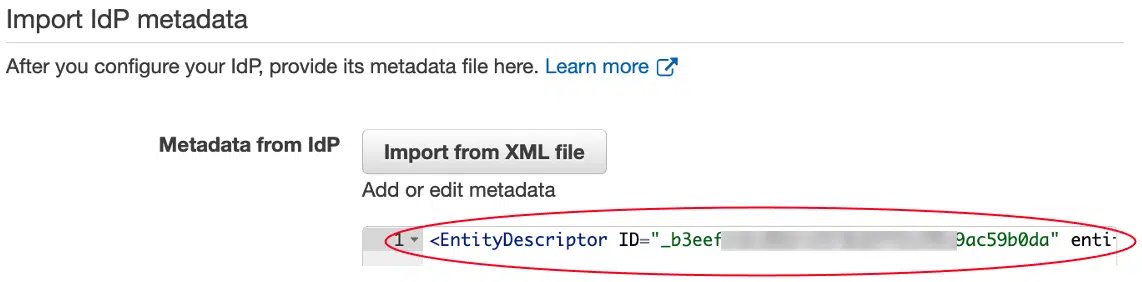 Import IdP metadata
After you configure your IdP, provide its metadata file here. Learn more
Metadata from IdP
Import from XML file
Add or edit metadata
1 <EntityDescriptor ID="_b3eef 9ac59b0da" enti